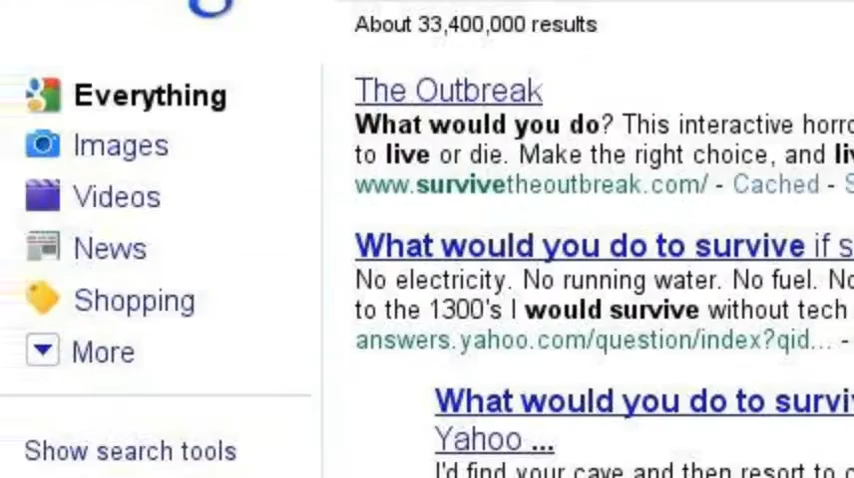 About 33,400,000 results
Everything
Images
Videos
News
Shopping
More
Show search tools
The Outbreak
What would you do? This interactive horro
to live or die. Make the right choice, and liv
www.survivetheoutbreak.com/ - Cached - S
What would you do to survive if s
No electricity. No running water. No fuel. No
to the 1300's I would survive without tech
answers.yahoo.com/question/index?qid... -
What would you do to surviv
Yahoo ...
I'd find your cave and then resort to c